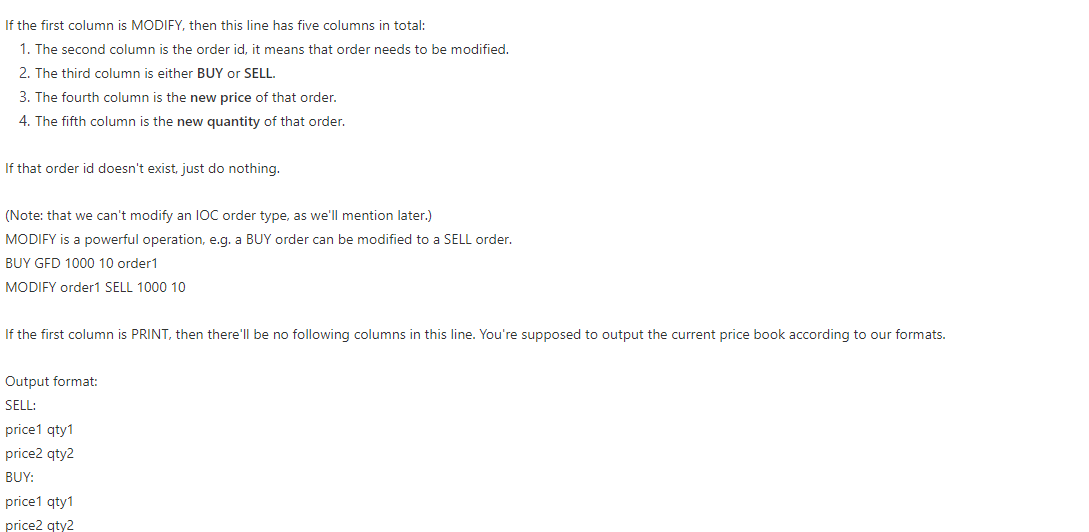 If the first column is MODIFY, then this line has five columns in total:
1. The second column is the order id, it means that order needs to be modified.
2. The third column is either BUY or SELL.
3. The fourth column is the new price of that order.
4. The fifth column is the new quantity of that order.
If that order id doesn't exist, just do nothing.
(Note: that we can't modify an IOC order type, as we'll mention later.)
MODIFY is a powerful operation, e.g. a BUY order can be modified to a SELL order.
BUY GFD 1000 10 order1
MODIFY order1 SELL 1000 10
If the first column is PRINT, then there'll be no following columns in this line. You're supposed to output the current price book according to our formats.
Output format:
SELL:
price1 qty1
price2 qty2
BUY:
price1 qty1
price2 qty2